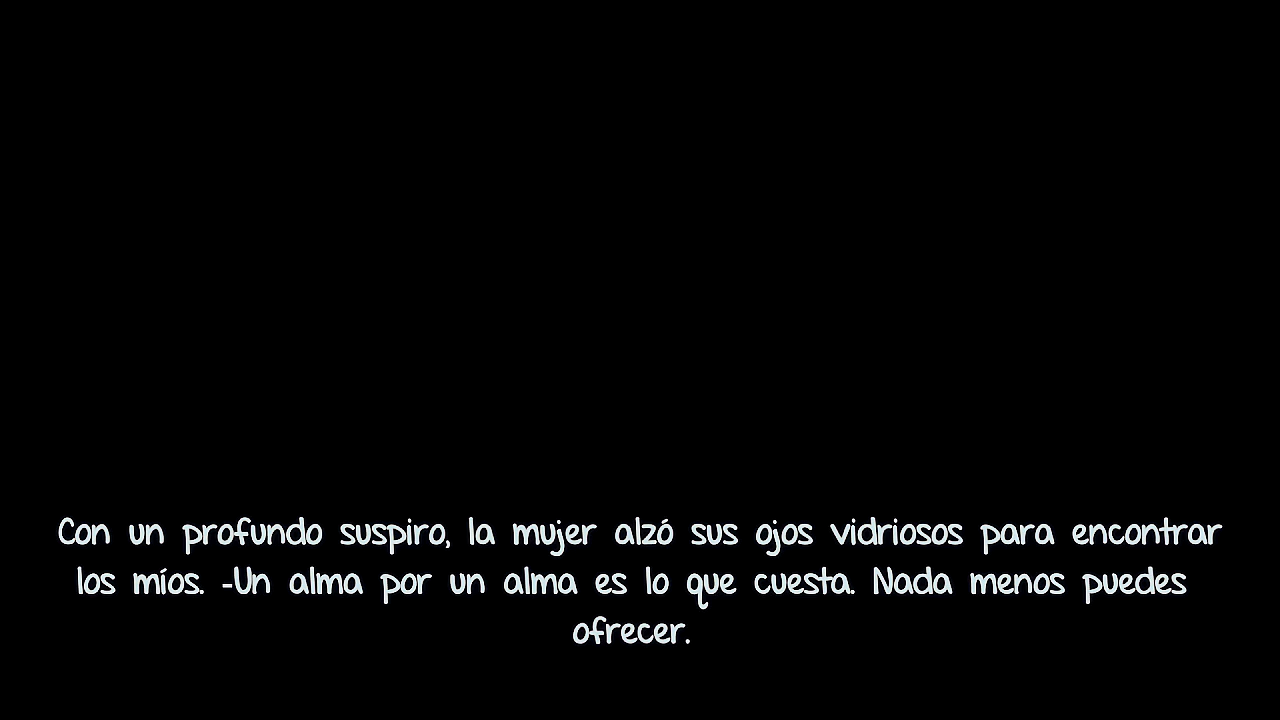 Con un profundo suspiro, la mujer alzó sus ojos vidriosos para encontrar
los míos. -Un alma por un alma es lo que cuesta. Nada menos puedes
ofrecer.